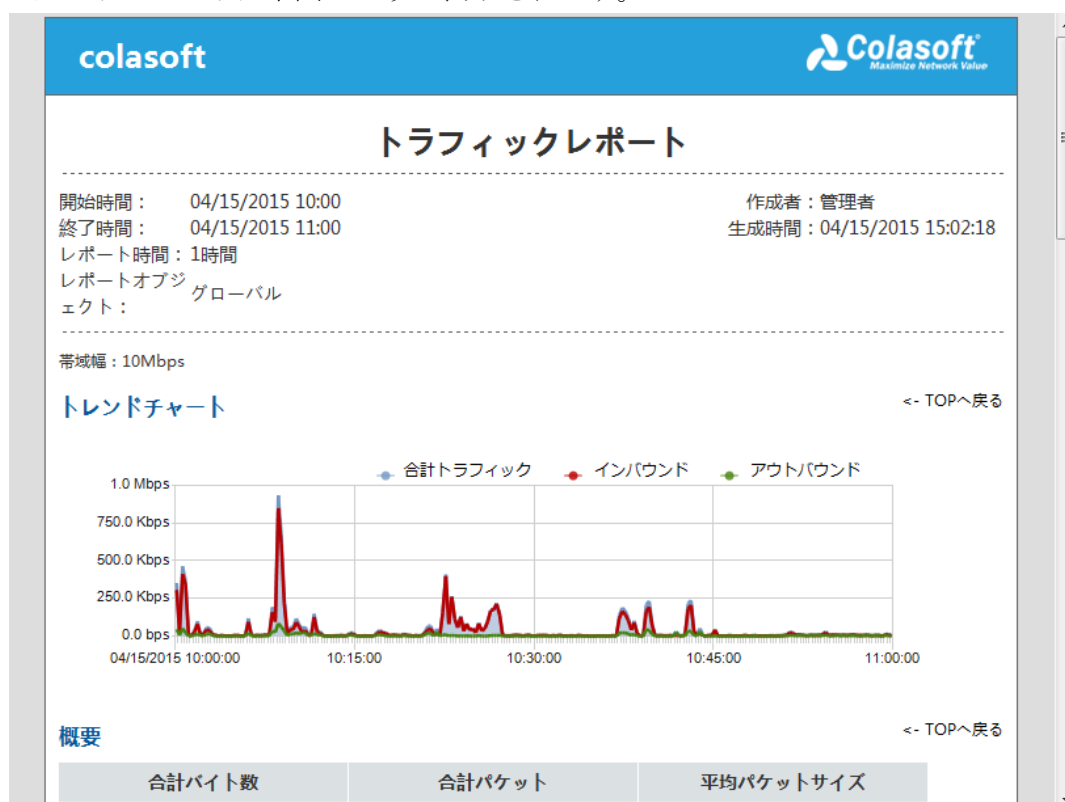 colasoft
Colasoft
Maximize Network Value
トラフィックレポート
開始時間： 04/15/2015 10:00
終了時間： 04/15/2015 11:00
レポート時間：1時間
レポートオブジェクト： グローバル
作成者：管理者
生成時間：04/15/2015 15:02:18
帯域幅：10Mbps
トレンドチャート
<- TOPへ戻る
合計トラフィック インバウンド アウトバウンド
1.0 Mbps
750.0 Kbps
500.0 Kbps
250.0 Kbps
0.0 bps
04/15/2015 10:00:00 10:15:00 10:30:00 10:45:00 11:00:00
概要
<- TOPへ戻る
合計バイト数 合計パケット 平均パケットサイズ